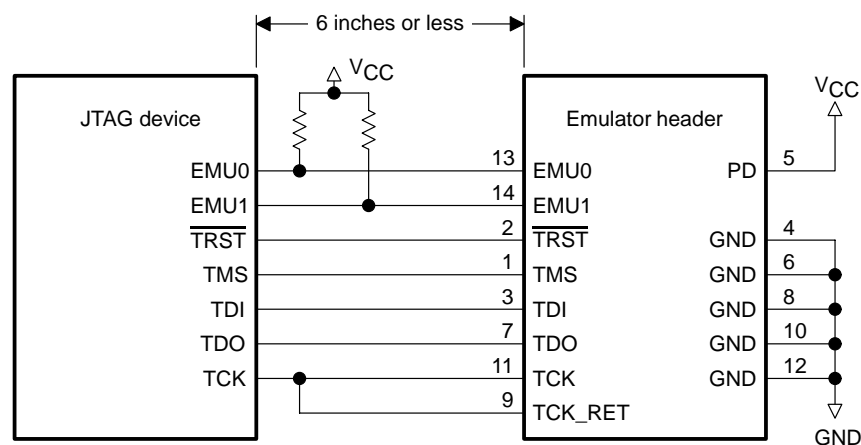 6 inches or less
VCC
VCC
JTAG device
Emulator header
EMU0 13 EMU0 PD 5
EMU1 14 EMU1
TRST 2 TRST GND 4
TMS 1 TMS GND 6
TDI 3 TDI GND 8
TDO 7 TDO GND 10
TCK 11 TCK GND 12
9 TCK_RET
GND